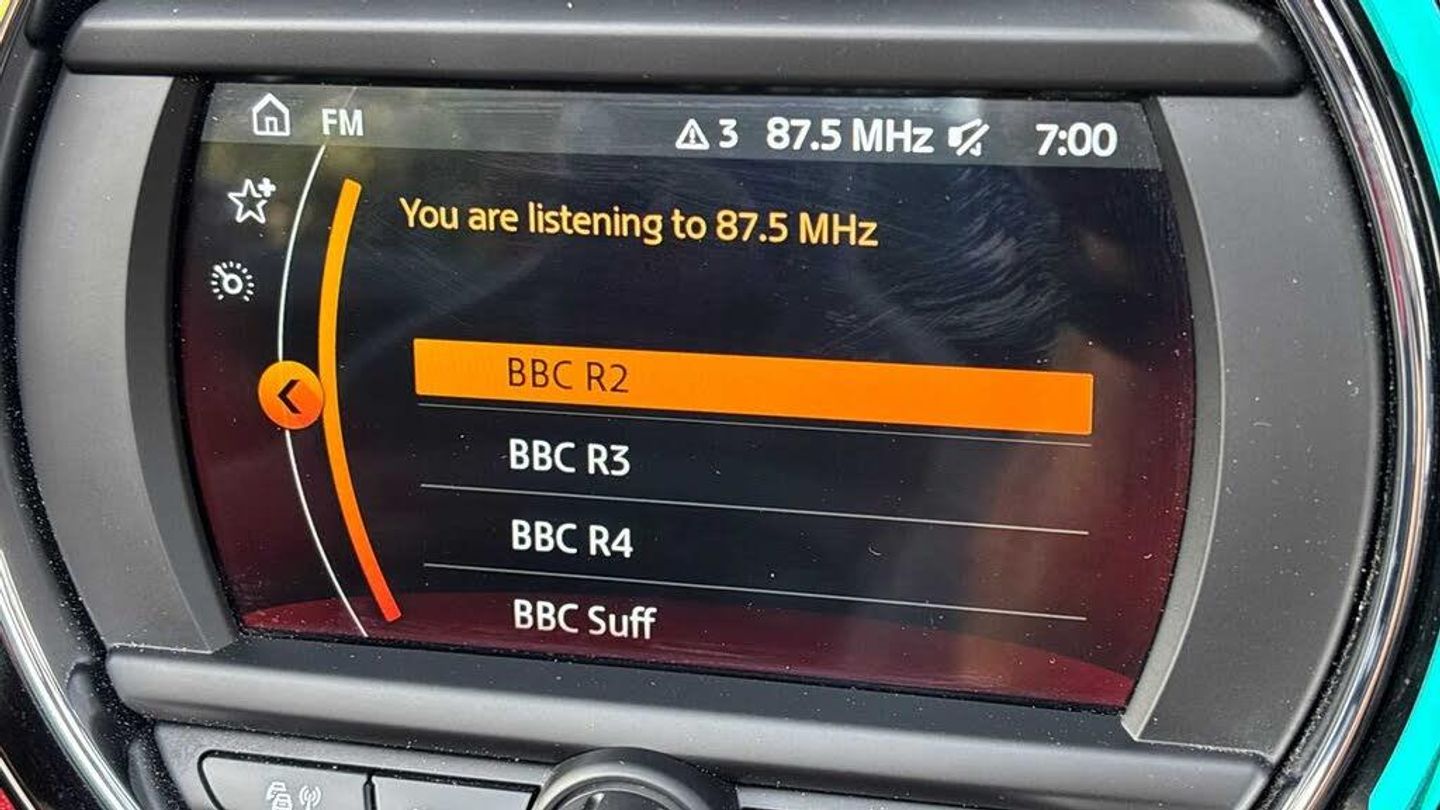 FM 3 87.5 MHz 7:00
You are listening to 87.5 MHz
BBC R2
BBC R3
BBC R4
BBC Suff